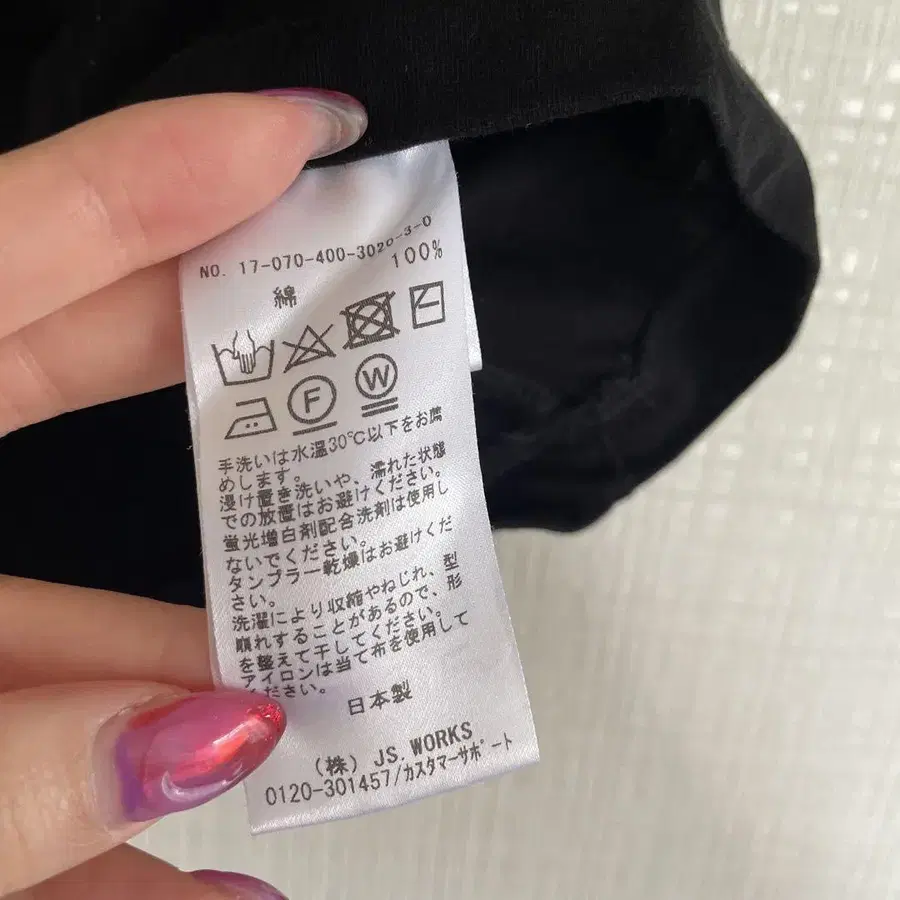 NO. 17-070-400-3020-3-0
綿 100%
F W
手洗いは水温30℃以下をお薦
めします。
浸け置き洗いや、濡れた状態
での放置はお避けください。
蛍光増白剤配合洗剤は使用し
ないでください。
タンブラー乾燥はお避けくだ
さい。
洗濯により収縮やねじれ、型
崩れすることがあるので、形
を整えて干してください。
アイロンは当て布を使用して
ください。
日本製
(株) JS.WORKS
0120-301457/カスタマーサポート